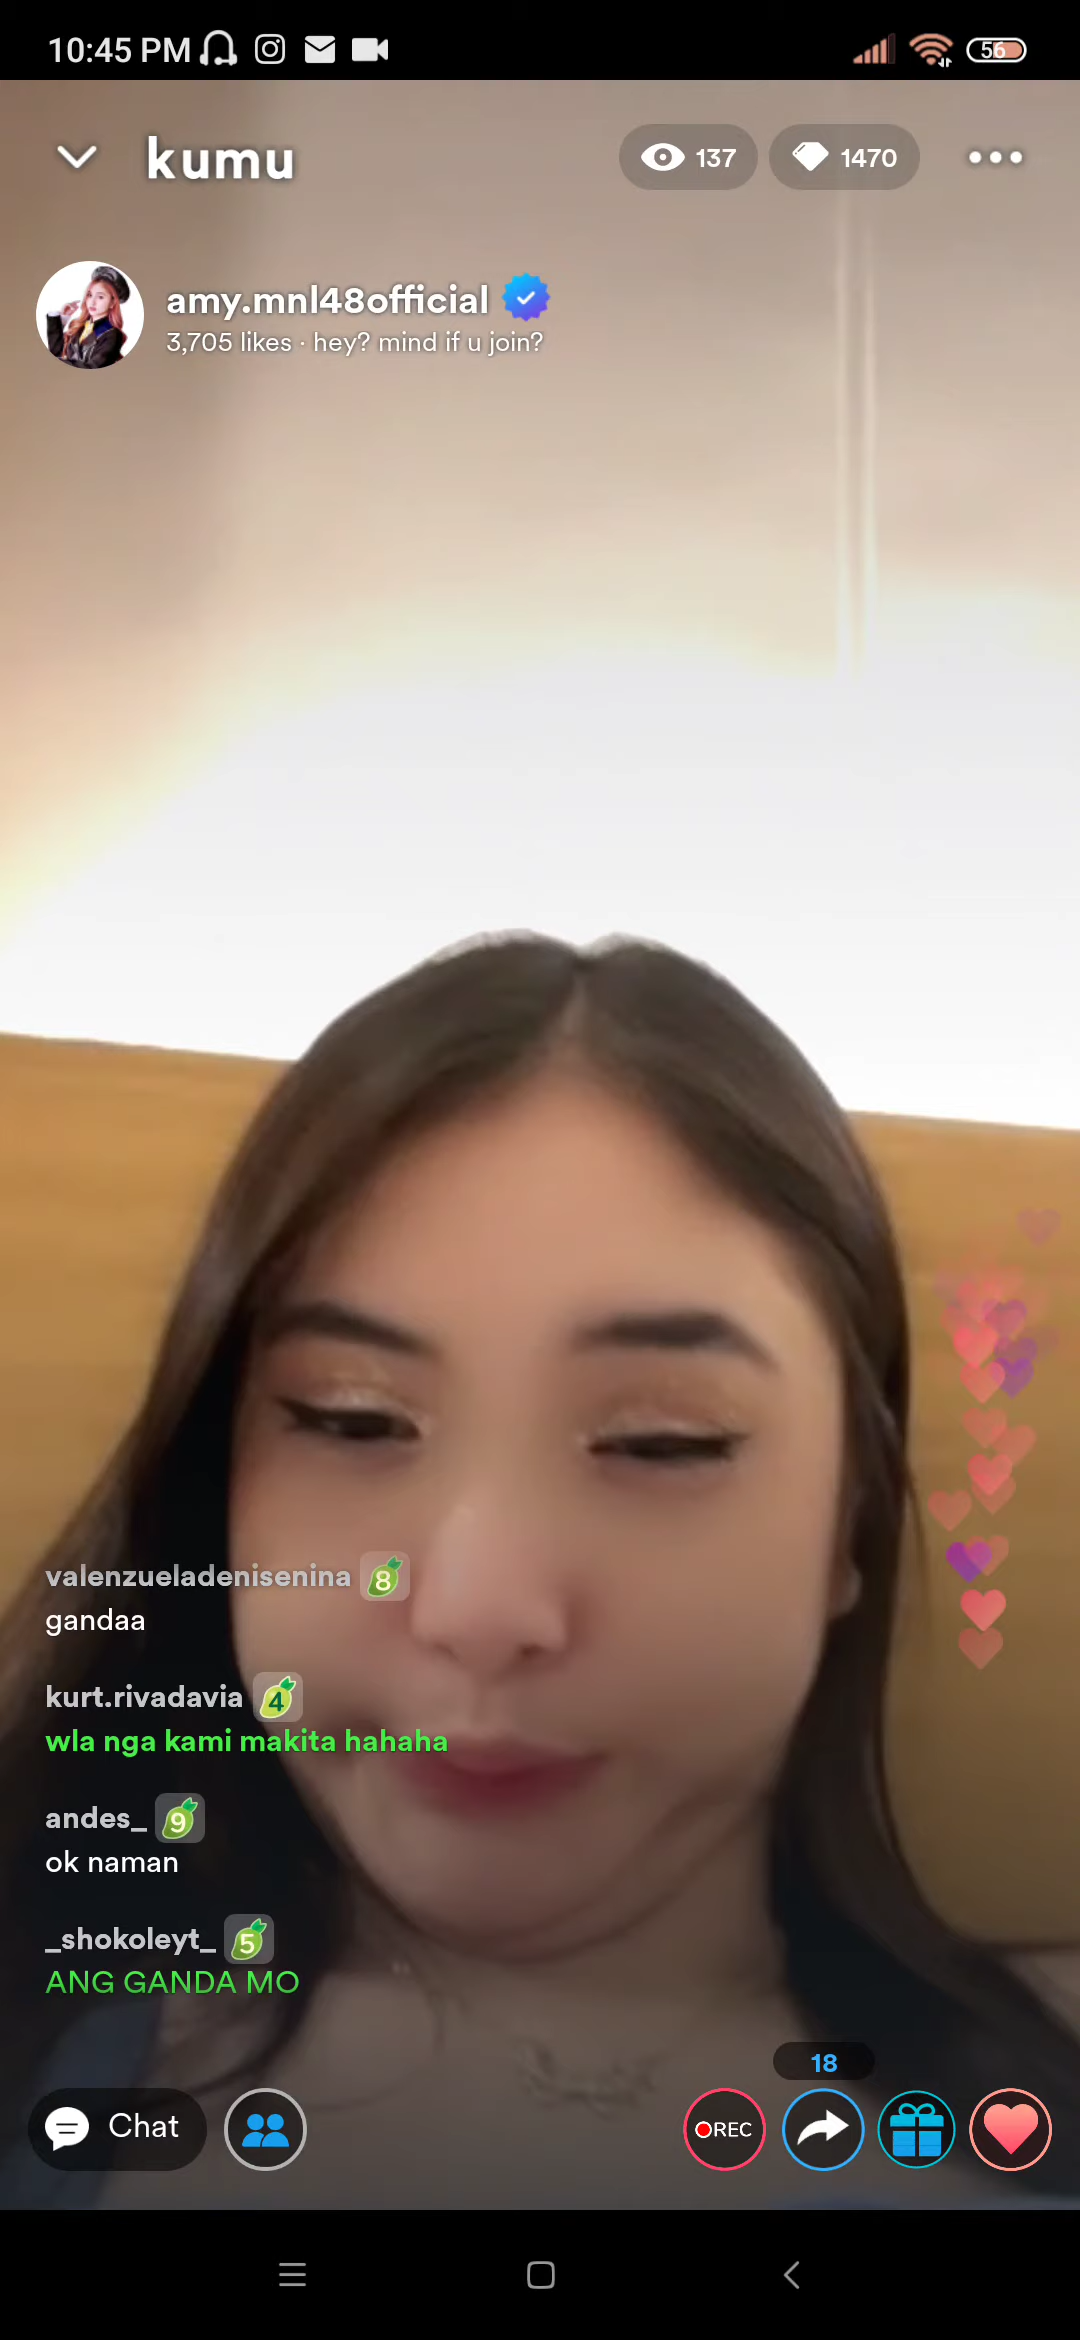 10:45 PM 56
kumu 137 1470
amy.mnl48official
3,705 likes · hey? mind if u join?
valenzueladenisenina 8
gandaa
kurt.rivadavia 4
wla nga kami makita hahaha
andes_ 9
ok naman
_shokoleyt_ 5
ANG GANDA MO
18
Chat REC